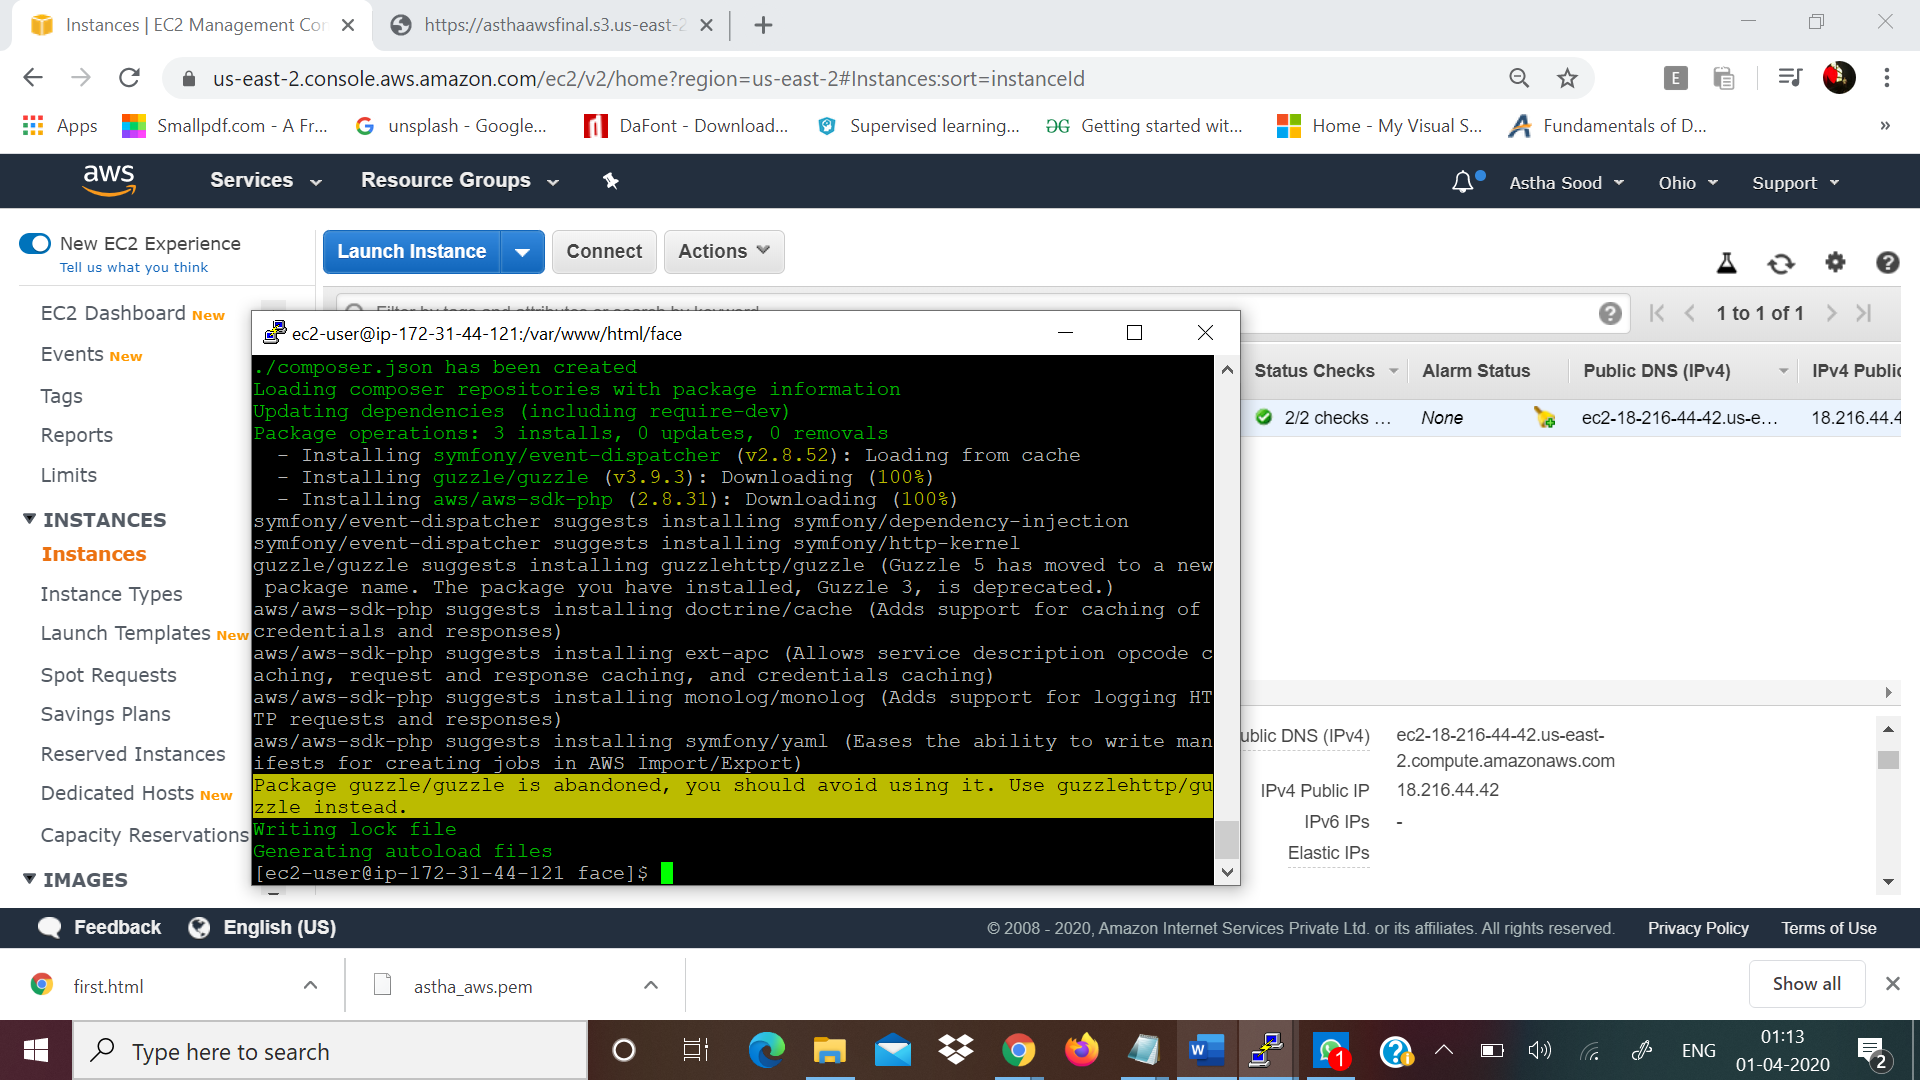 Instances | EC2 Management Con
https://asthaawsfinal.s3.us-east-2
us-east-2.console.aws.amazon.com/ec2/v2/home?region=us-east-2#Instances:sort=instanceId
E
Apps
Smallpdf.com - A Fr...
unsplash - Google...
DaFont - Download...
Supervised learning...
Getting started wit...
Home - My Visual S...
Fundamentals of D...
»
aws
Services
Resource Groups
Astha Sood
Ohio
Support
New EC2 Experience
Tell us what you think
Launch Instance
Connect
Actions
Filter by tags and attributes or search by keyword
1 to 1 of 1
EC2 Dashboard New
Events New
Tags
Reports
Limits
INSTANCES
Instances
Instance Types
Launch Templates New
Spot Requests
Savings Plans
Reserved Instances
Dedicated Hosts New
Capacity Reservations
IMAGES
Status Checks
Alarm Status
Public DNS (IPv4)
IPv4 Public
2/2 checks ...
None
ec2-18-216-44-42.us-e...
18.216.44.4
ec2-user@ip-172-31-44-121:/var/www/html/face
./composer.json has been created
Loading composer repositories with package information
Updating dependencies (including require-dev)
Package operations: 3 installs, 0 updates, 0 removals
- Installing symfony/event-dispatcher (v2.8.52): Loading from cache
- Installing guzzle/guzzle (v3.9.3): Downloading (100%)
- Installing aws/aws-sdk-php (2.8.31): Downloading (100%)
symfony/event-dispatcher suggests installing symfony/dependency-injection
symfony/event-dispatcher suggests installing symfony/http-kernel
guzzle/guzzle suggests installing guzzlehttp/guzzle (Guzzle 5 has moved to a new
package name. The package you have installed, Guzzle 3, is deprecated.)
aws/aws-sdk-php suggests installing doctrine/cache (Adds support for caching of
credentials and responses)
aws/aws-sdk-php suggests installing ext-apc (Allows service description opcode c
aching, request and response caching, and credentials caching)
aws/aws-sdk-php suggests installing monolog/monolog (Adds support for logging HT
TP requests and responses)
aws/aws-sdk-php suggests installing symfony/yaml (Eases the ability to write man
ifests for creating jobs in AWS Import/Export)
Package guzzle/guzzle is abandoned, you should avoid using it. Use guzzlehttp/gu
zzle instead.
Writing lock file
Generating autoload files
[ec2-user@ip-172-31-44-121 face]$
ublic DNS (IPv4)
ec2-18-216-44-42.us-east-
2.compute.amazonaws.com
IPv4 Public IP
18.216.44.42
IPv6 IPs
-
Elastic IPs
Feedback
English (US)
© 2008 - 2020, Amazon Internet Services Private Ltd. or its affiliates. All rights reserved.
Privacy Policy
Terms of Use
first.html
astha_aws.pem
Show all
Type here to search
1
ENG
01:13
01-04-2020
2